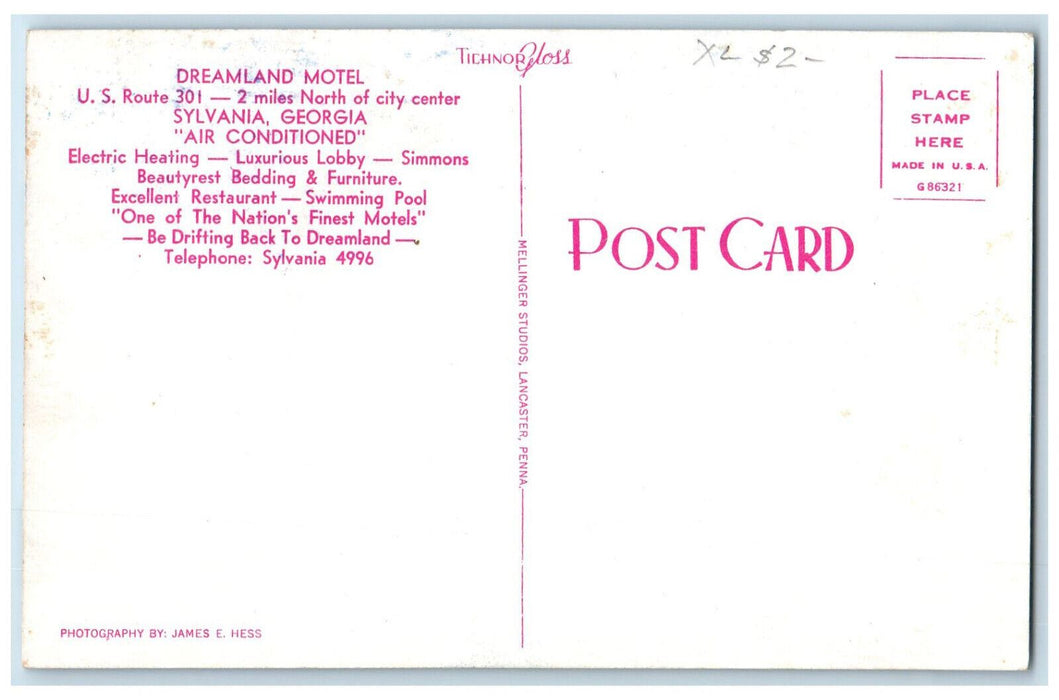 TICHNOR Gloss
XL $2-
DREAMLAND MOTEL
U. S. Route 301 — 2 miles North of city center
SYLVANIA, GEORGIA
"AIR CONDITIONED"
Electric Heating — Luxurious Lobby — Simmons
Beautyrest Bedding & Furniture.
Excellent Restaurant — Swimming Pool
"One of The Nation's Finest Motels"
— Be Drifting Back To Dreamland —
Telephone: Sylvania 4996
PLACE
STAMP
HERE
MADE IN U.S.A.
G86321
POST CARD
MELLINGER STUDIOS, LANCASTER, PENNA.
PHOTOGRAPHY BY: JAMES E. HESS